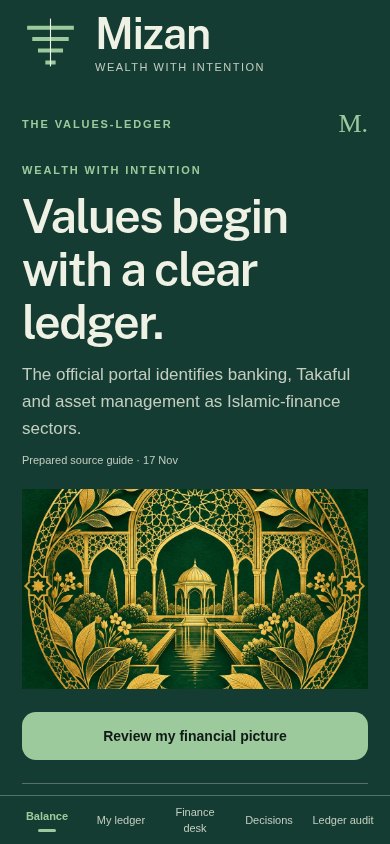 Mizan
WEALTH WITH INTENTION
THE VALUES-LEDGER
M.
WEALTH WITH INTENTION
Values begin
with a clear
ledger.
The official portal identifies banking, Takaful
and asset management as Islamic-finance
sectors.
Prepared source guide · 17 Nov
Review my financial picture
Balance
My ledger
Finance
desk
Decisions
Ledger audit